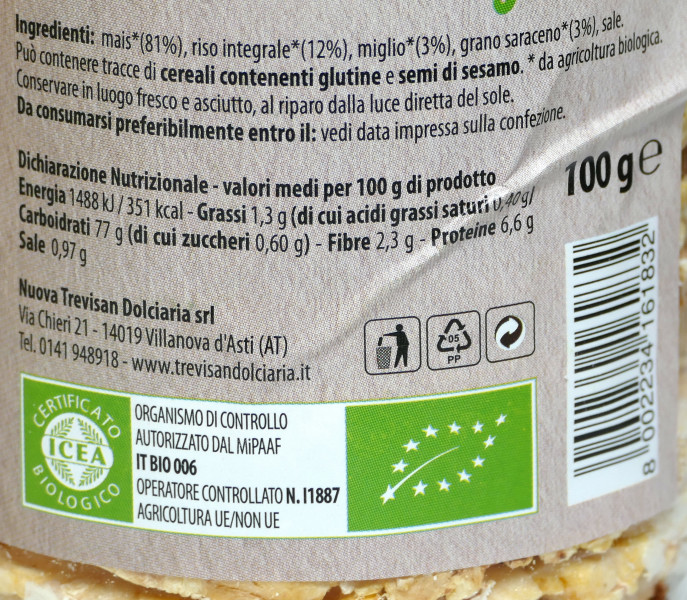 Ingredienti: mais*(81%), riso integrale*(12%), miglio*(3%), grano saraceno*(3%), sale.
Può contenere tracce di cereali contenenti glutine e semi di sesamo. * da agricoltura biologica.
Conservare in luogo fresco e asciutto, al riparo dalla luce diretta del sole.
Da consumarsi preferibilmente entro il: vedi data impressa sulla confezione.
Dichiarazione Nutrizionale - valori medi per 100 g di prodotto
Energia 1488 kJ / 351 kcal - Grassi 1,3 g (di cui acidi grassi saturi 0,40g)
Carboidrati 77 g (di cui zuccheri 0,60 g) - Fibre 2,3 g - Proteine 6,6 g
Sale 0,97 g
100 g e
Nuova Trevisan Dolciaria srl
Via Chieri 21 - 14019 Villanova d'Asti (AT)
Tel. 0141 948918 - www.trevisandolciaria.it
05
PP
8 002234 161832
CERTIFICATO
ICEA
BIOLOGICO
ORGANISMO DI CONTROLLO
AUTORIZZATO DAL MiPAAF
IT BIO 006
OPERATORE CONTROLLATO N. I1887
AGRICOLTURA UE/NON UE